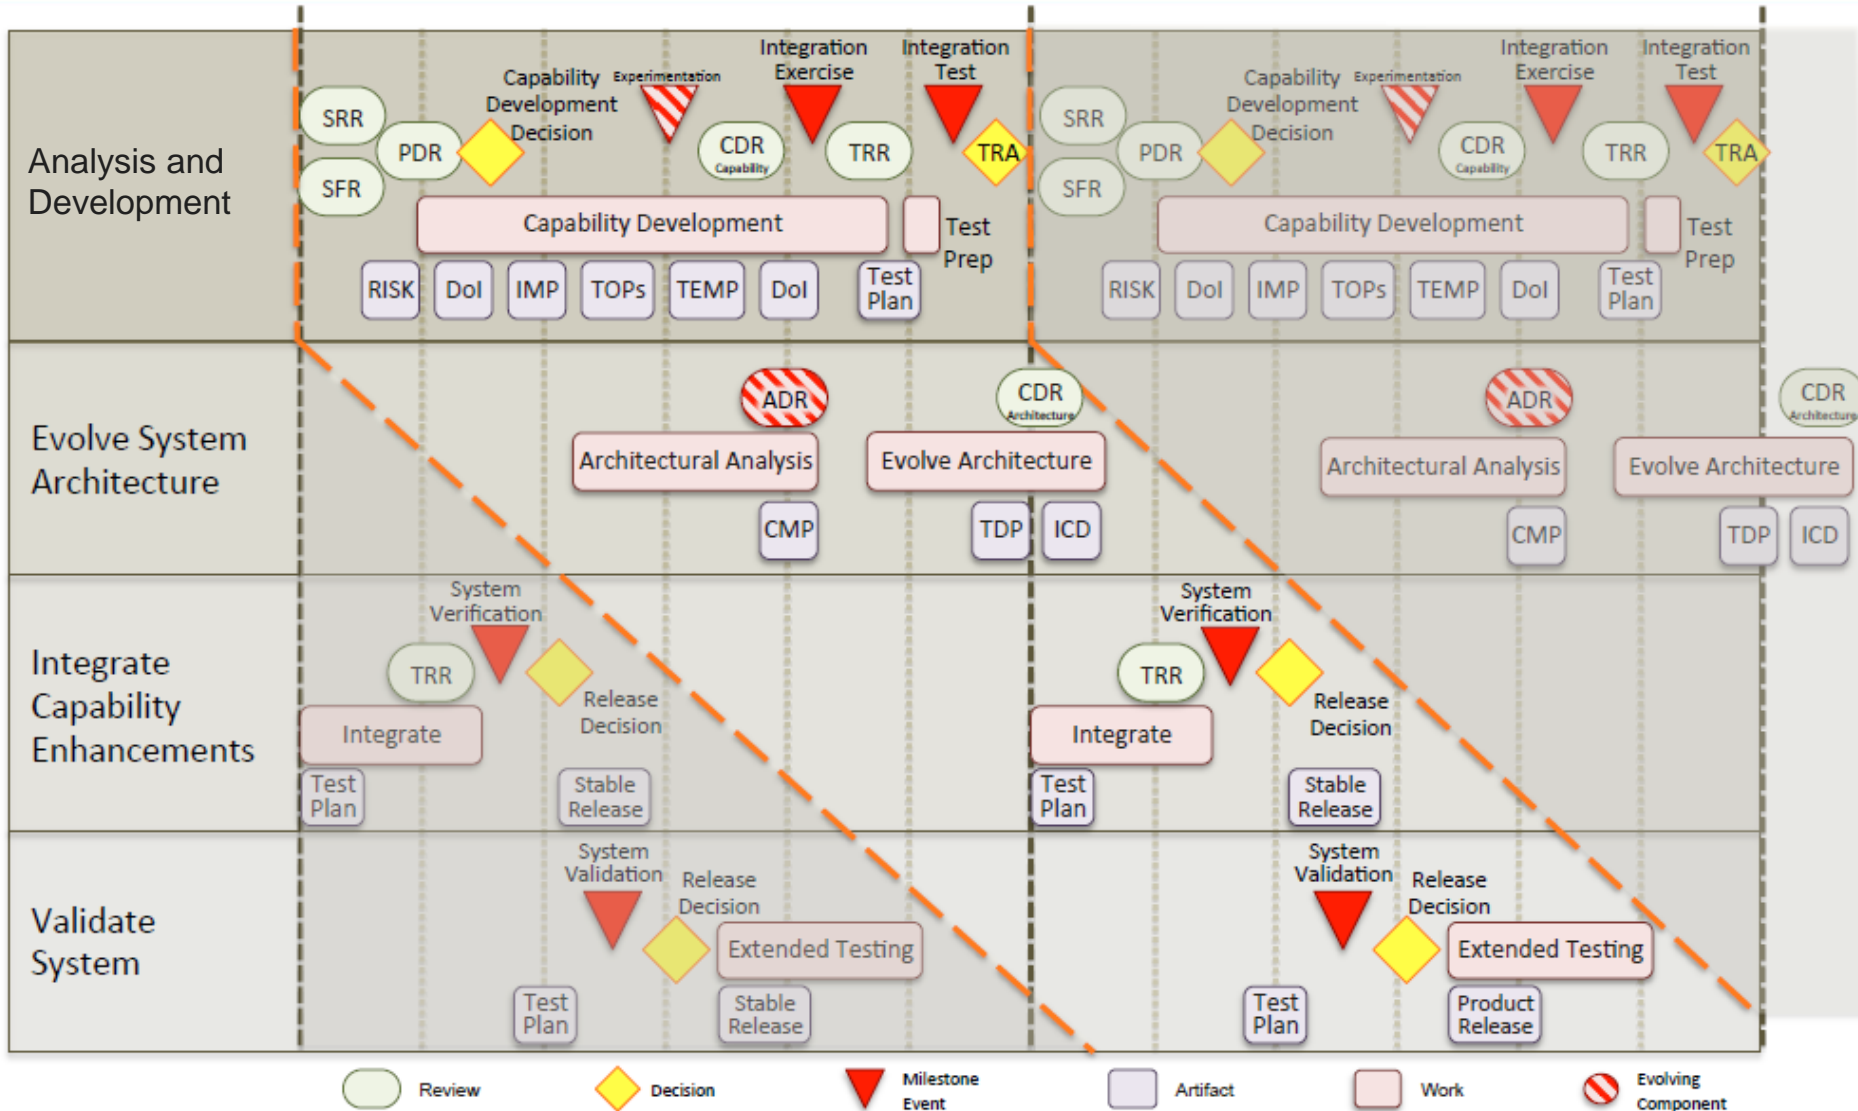 Analysis and
Development
SRR
SFR
PDR
Capability
Development
Decision
Experimentation
CDR
Capability
Integration
Exercise
TRR
Integration
Test
TRA
Capability Development
Test
Prep
RISK
DoI
IMP
TOPs
TEMP
DoI
Test
Plan
SRR
SFR
PDR
Capability
Development
Decision
Experimentation
CDR
Capability
Integration
Exercise
TRR
Integration
Test
TRA
Capability Development
Test
Prep
RISK
DoI
IMP
TOPs
TEMP
DoI
Test
Plan
Evolve System
Architecture
ADR
CDR
Architecture
Architectural Analysis
Evolve Architecture
CMP
TDP
ICD
ADR
CDR
Architecture
Architectural Analysis
Evolve Architecture
CMP
TDP
ICD
Integrate
Capability
Enhancements
System
Verification
TRR
Release
Decision
Integrate
Test
Plan
Stable
Release
System
Verification
TRR
Release
Decision
Integrate
Test
Plan
Stable
Release
Validate
System
System
Validation
Release
Decision
Extended Testing
Test
Plan
Stable
Release
System
Validation
Release
Decision
Extended Testing
Test
Plan
Product
Release
Review
Decision
Milestone
Event
Artifact
Work
Evolving
Component